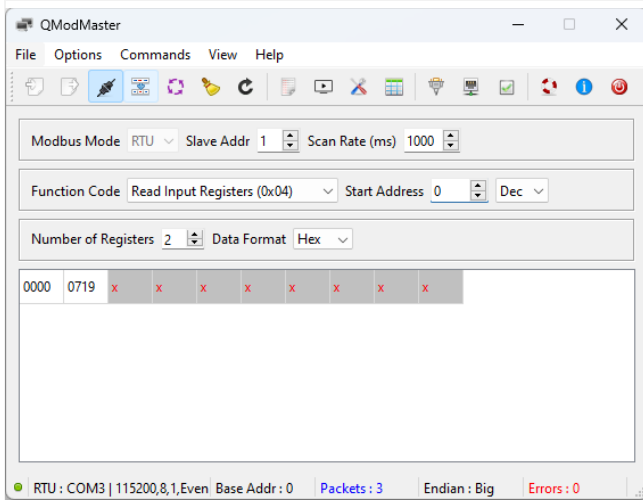 QModMaster
File Options Commands View Help
Modbus Mode RTU Slave Addr 1 Scan Rate (ms) 1000
Function Code Read Input Registers (0x04) Start Address 0 Dec
Number of Registers 2 Data Format Hex
0000 0719 x x x x x x x x
RTU : COM3 | 115200,8,1,Even Base Addr : 0 Packets : 3 Endian : Big Errors : 0